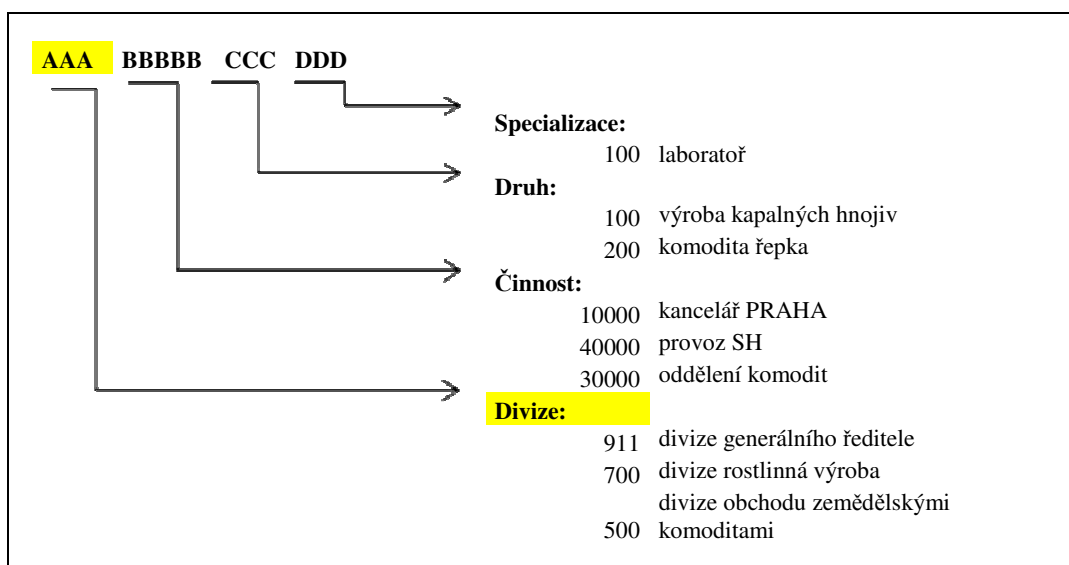 AAA BBBBB CCC DDD
Specializace:
100 laboratoř
Druh:
100 výroba kapalných hnojiv
200 komodita řepka
Činnost:
10000 kancelář PRAHA
40000 provoz SH
30000 oddělení komodit
Divize:
911 divize generálního ředitele
700 divize rostlinná výroba
divize obchodu zemědělskými
500 komoditami